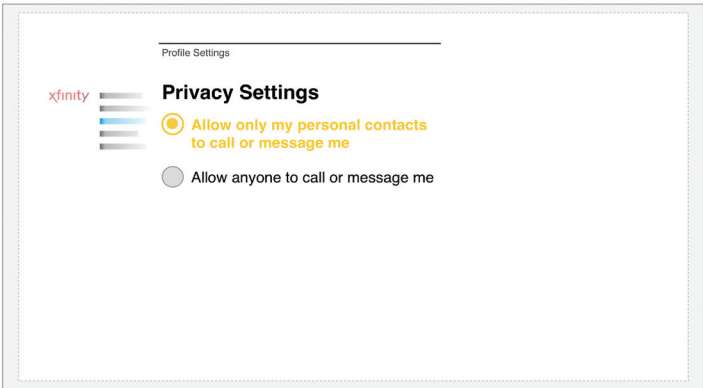 Profile Settings
xfinity
Privacy Settings
Allow only my personal contacts
to call or message me
Allow anyone to call or message me